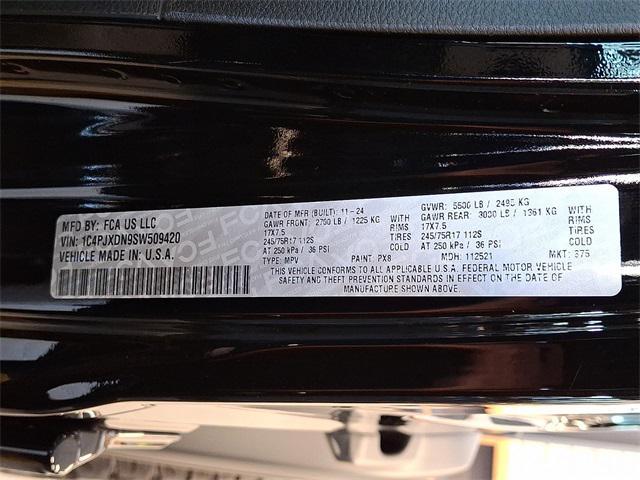 MFD BY: FCA US LLC
VIN: 1C4PJXDN9SW509420
VEHICLE MADE IN: U.S.A.
DATE OF MFR (BUILT): 11-24
GAWR FRONT: 2700 LB / 1225 KG WITH
17X7.5 RIMS
245/75R17 112S TIRES
AT 250 kPa / 36 PSI COLD
TYPE: MPV PAINT: PX8
GVWR: 5500 LB / 2495 KG
GAWR REAR: 3000 LB / 1361 KG WITH
17X7.5 RIMS
245/75R17 112S TIRES
AT 250 kPa / 36 PSI COLD
MDH: 112521 MKT: 375
THIS VEHICLE CONFORMS TO ALL APPLICABLE U.S.A. FEDERAL MOTOR VEHICLE
SAFETY AND THEFT PREVENTION STANDARDS IN EFFECT ON THE DATE OF
MANUFACTURE SHOWN ABOVE.